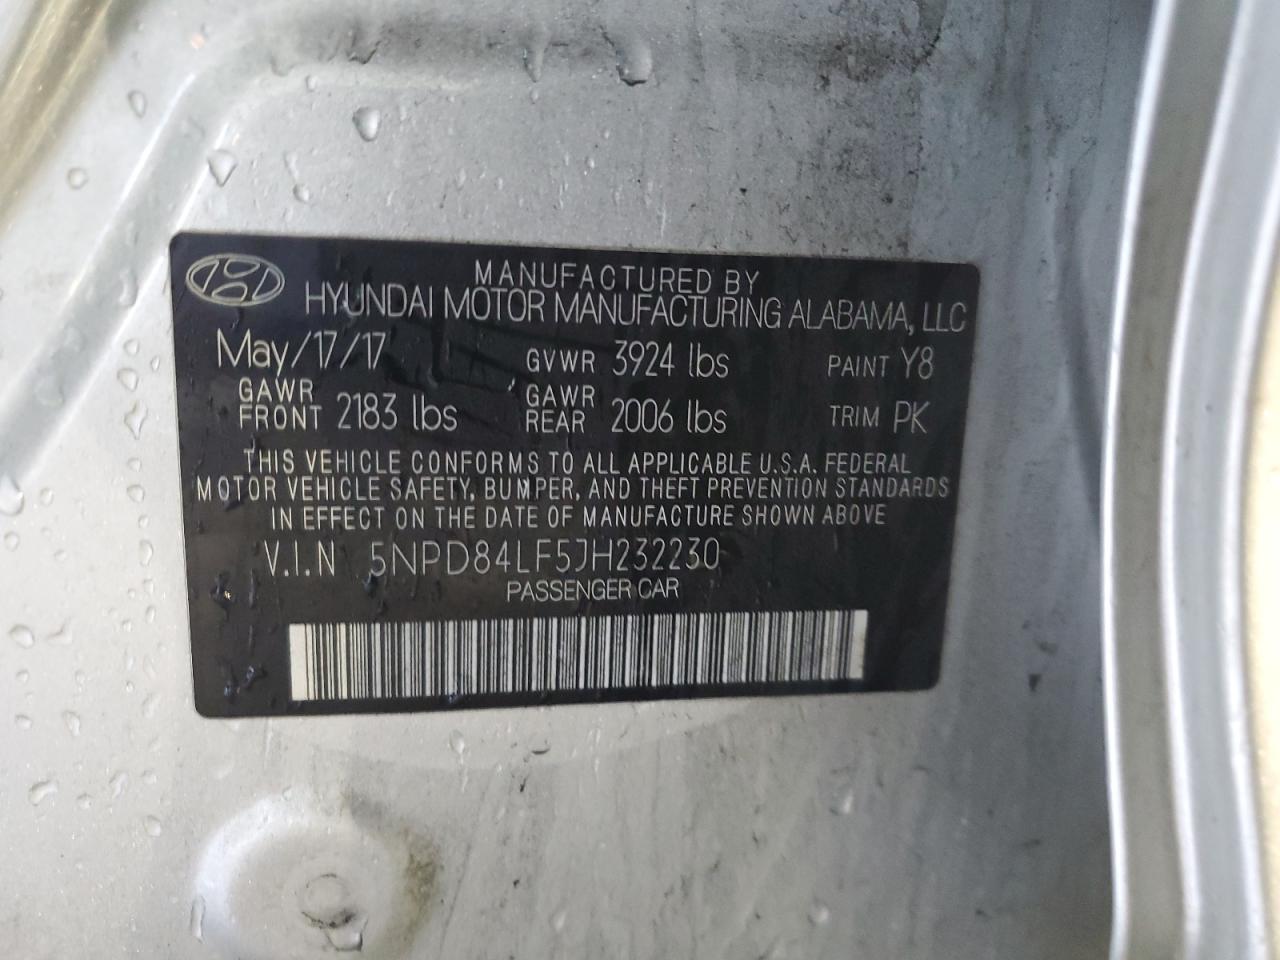 MANUFACTURED BY
HYUNDAI MOTOR MANUFACTURING ALABAMA, LLC
May/17/17 GVWR 3924 lbs PAINT Y8
GAWR FRONT 2183 lbs GAWR REAR 2006 lbs TRIM PK
THIS VEHICLE CONFORMS TO ALL APPLICABLE U.S.A. FEDERAL
MOTOR VEHICLE SAFETY, BUMPER, AND THEFT PREVENTION STANDARDS
IN EFFECT ON THE DATE OF MANUFACTURE SHOWN ABOVE
V.I.N 5NPD84LF5JH232230
PASSENGER CAR